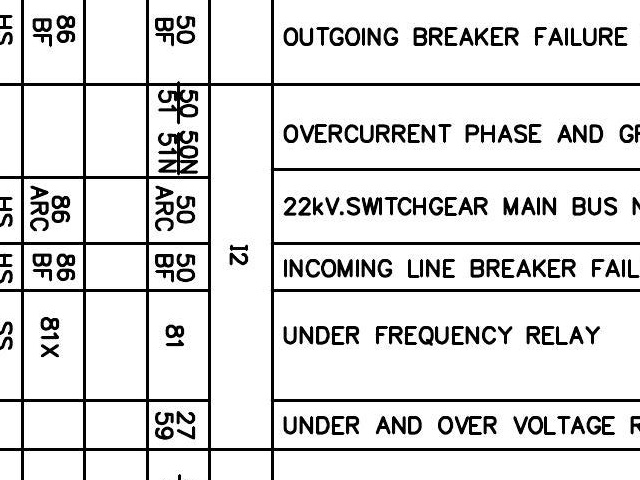 HS 86 BF 50 BF OUTGOING BREAKER FAILURE
50 50N
51 51N
OVERCURRENT PHASE AND
HS 86 ARC 50 ARC 22kV.SWITCHGEAR MAIN BUS
I2
HS 86 BF 50 BF INCOMING LINE BREAKER
SS 81X 81 UNDER FREQUENCY RELAY
27 59 UNDER AND OVER VOLTAGE